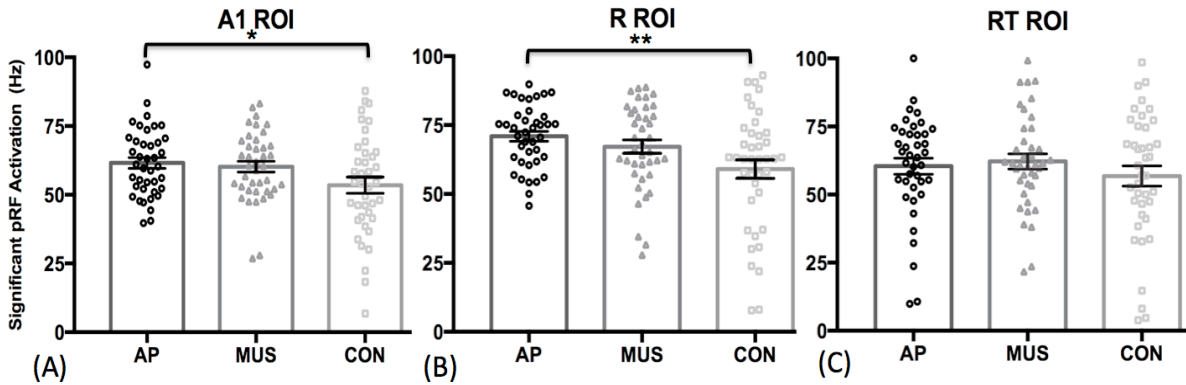 A1 ROI
*
Significant pRF Activation (Hz)
100
75
50
25
0
AP MUS CON
(A)
R ROI
**
100
75
50
25
0
AP MUS CON
(B)
RT ROI
100
75
50
25
0
AP MUS CON
(C)